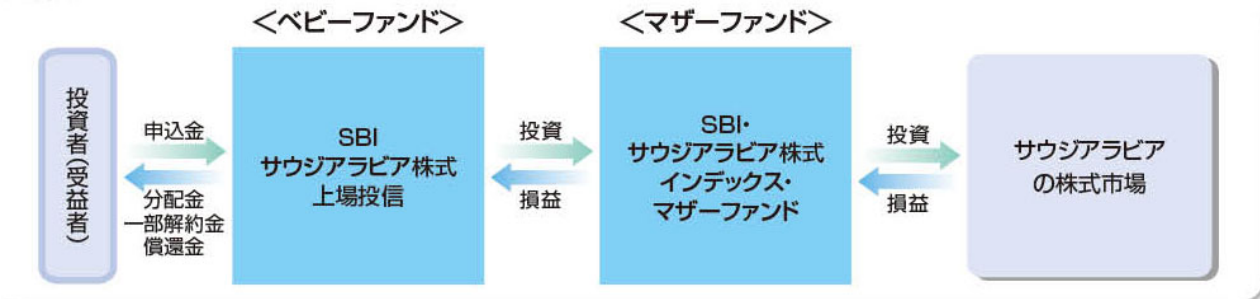 ＜ベビーファンド＞
＜マザーファンド＞
投資者(受益者)
申込金
分配金
一部解約金
償還金
SBI
サウジアラビア株式
上場投信
投資
損益
SBI・
サウジアラビア株式
インデックス・
マザーファンド
投資
損益
サウジアラビア
の株式市場